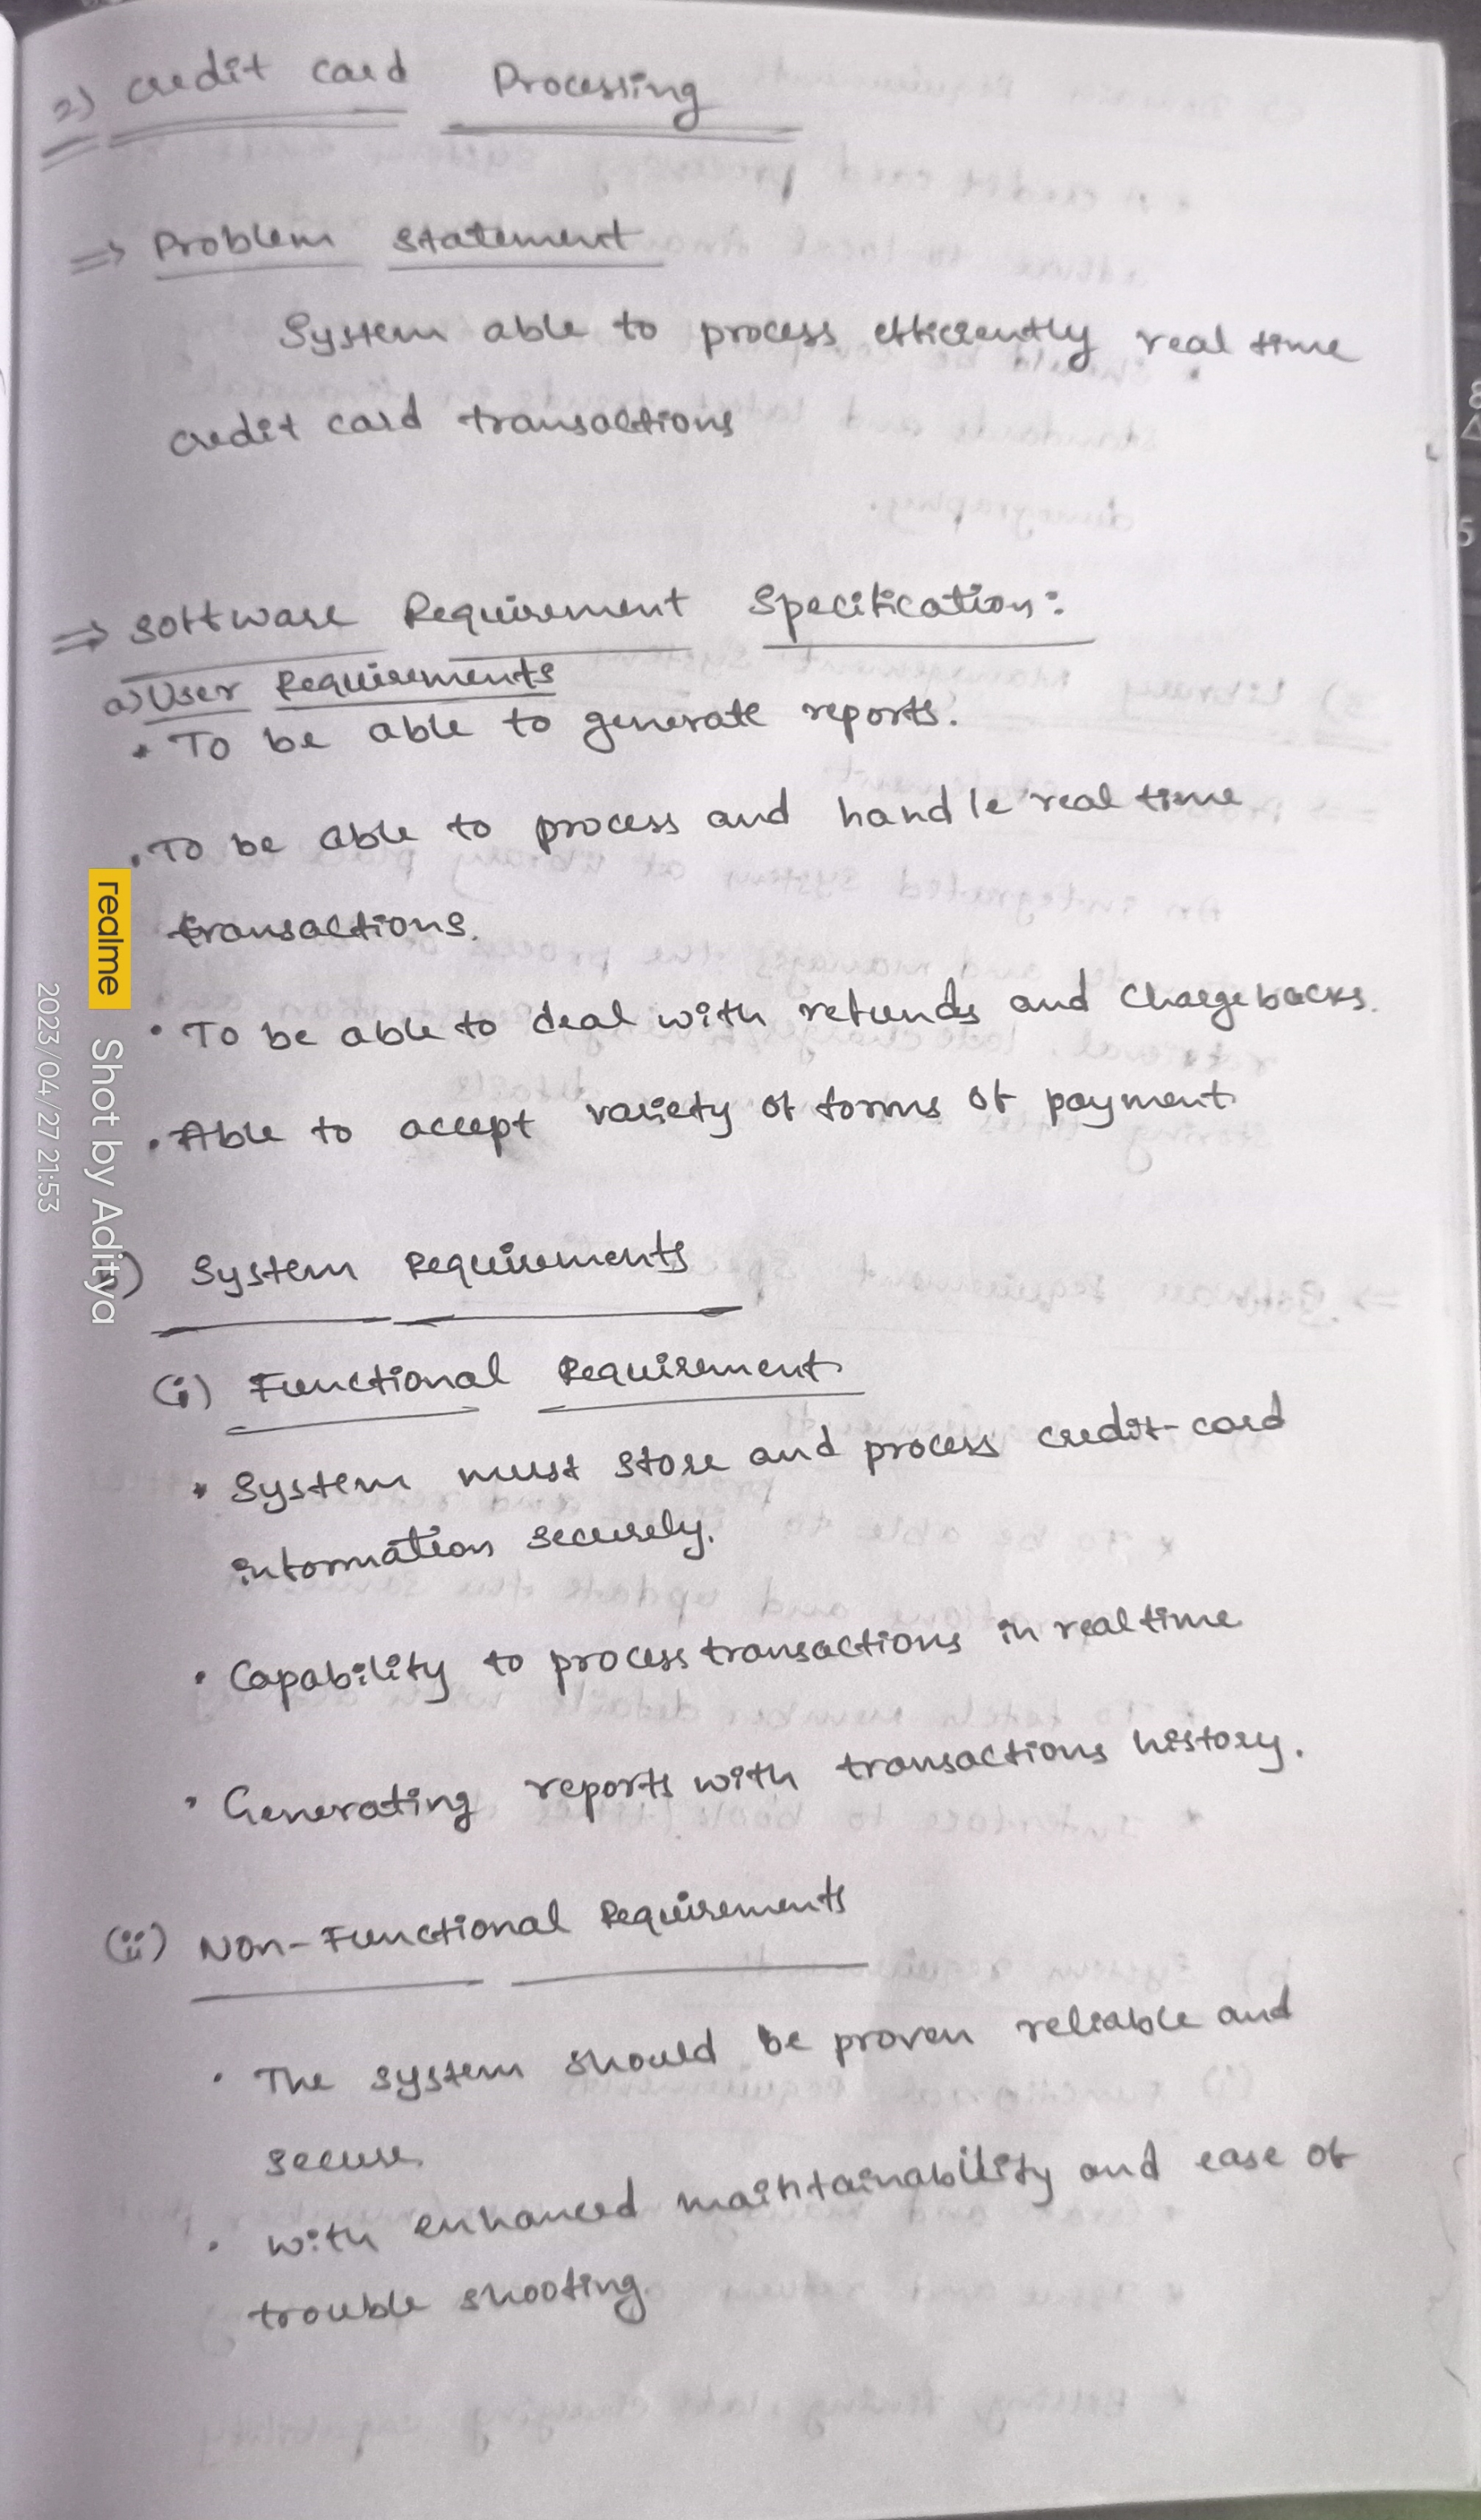 2) Credit card Processing
=> Problem statement
System able to process efficiently real time
credit card transactions
=> Software Requirement Specification:
a) User Requirements
• To be able to generate reports.
• To be able to process and handle real time
transactions.
• To be able to deal with refunds and Chargebacks.
• Able to accept variety of forms of payment
) System Requirements
(i) Functional Requirement
• System must store and process credit-card
information securely.
• Capability to process transactions in real time
• Generating reports with transactions history.
(ii) Non-Functional Requirements
• The system should be proven reliable and
secure.
• with enhanced maintainability and ease of
trouble shooting.
realme Shot by Aditya
2023/04/27 21:53